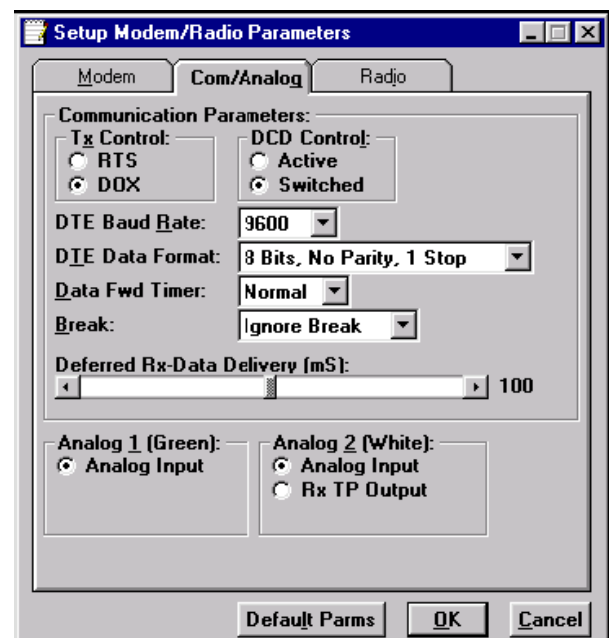 Setup Modem/Radio Parameters
Modem Com/Analog Radio
Communication Parameters:
Tx Control: DCD Control:
RTS Active
DOX Switched
DTE Baud Rate: 9600
DTE Data Format: 8 Bits, No Parity, 1 Stop
Data Fwd Timer: Normal
Break: Ignore Break
Deferred Rx-Data Delivery (mS):
100
Analog 1 (Green): Analog 2 (White):
Analog Input Analog Input
Rx TP Output
Default Parms OK Cancel